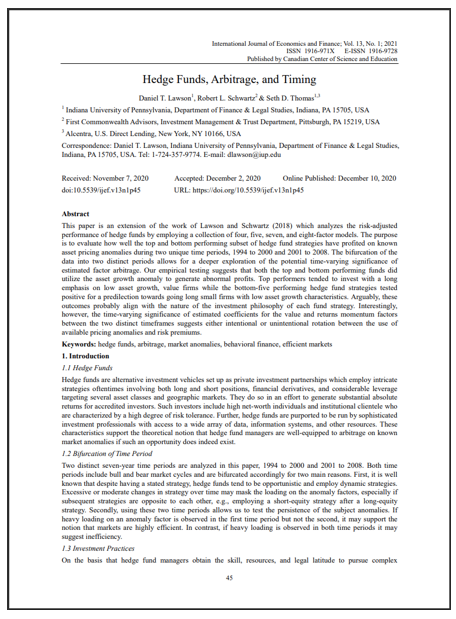 International Journal of Economics and Finance; Vol. 13, No. 1; 2021
ISSN 1916-971X E-ISSN 1916-9728
Published by Canadian Center of Science and Education
Hedge Funds, Arbitrage, and Timing
Daniel T. Lawson1, Robert L. Schwartz2 & Seth D. Thomas1,3
1 Indiana University of Pennsylvania, Department of Finance & Legal Studies, Indiana, PA 15705, USA
2 First Commonwealth Advisors, Investment Management & Trust Department, Pittsburgh, PA 15219, USA
3 Alcentra, U.S. Direct Lending, New York, NY 10166, USA
Correspondence: Daniel T. Lawson, Indiana University of Pennsylvania, Department of Finance & Legal Studies,
Indiana, PA 15705, USA. Tel: 1-724-357-9774. E-mail: dlawson@iup.edu
Received: November 7, 2020 Accepted: December 2, 2020 Online Published: December 10, 2020
doi:10.5539/ijef.v13n1p45 URL: https://doi.org/10.5539/ijef.v13n1p45
Abstract
This paper is an extension of the work of Lawson and Schwartz (2018) which analyzes the risk-adjusted
performance of hedge funds by employing a collection of four, five, seven, and eight-factor models. The purpose
is to evaluate how well the top and bottom performing subset of hedge fund strategies have profited on known
asset pricing anomalies during two unique time periods, 1994 to 2000 and 2001 to 2008. The bifurcation of the
data into two distinct periods allows for a deeper exploration of the potential time-varying significance of
estimated factor arbitrage. Our empirical testing suggests that both the top and bottom performing funds did
utilize the asset growth anomaly to generate abnormal profits. Top performers tended to invest with a long
emphasis on low asset growth, value firms while the bottom-five performing hedge fund strategies tested
positive for a predilection towards going long small firms with low asset growth characteristics. Arguably, these
outcomes probably align with the nature of the investment philosophy of each fund strategy. Interestingly,
however, the time-varying significance of estimated coefficients for the value and returns momentum factors
between the two distinct timeframes suggests either intentional or unintentional rotation between the use of
available pricing anomalies and risk premiums.
Keywords: hedge funds, arbitrage, market anomalies, behavioral finance, efficient markets
1. Introduction
1.1 Hedge Funds
Hedge funds are alternative investment vehicles set up as private investment partnerships which employ intricate
strategies oftentimes involving both long and short positions, financial derivatives, and considerable leverage
targeting several asset classes and geographic markets. They do so in an effort to generate substantial absolute
returns for accredited investors. Such investors include high net-worth individuals and institutional clientele who
are characterized by a high degree of risk tolerance. Further, hedge funds are purported to be run by sophisticated
investment professionals with access to a wide array of data, information systems, and other resources. These
characteristics support the theoretical notion that hedge fund managers are well-equipped to arbitrage on known
market anomalies if such an opportunity does indeed exist.
1.2 Bifurcation of Time Period
Two distinct seven-year time periods are analyzed in this paper, 1994 to 2000 and 2001 to 2008. Both time
periods include bull and bear market cycles and are bifurcated accordingly for two main reasons. First, it is well
known that despite having a stated strategy, hedge funds tend to be opportunistic and employ dynamic strategies.
Excessive or moderate changes in strategy over time may mask the loading on the anomaly factors, especially if
subsequent strategies are opposite to each other, e.g., employing a short-equity strategy after a long-equity
strategy. Secondly, using these two time periods allows us to test the persistence of the subject anomalies. If
heavy loading on an anomaly factor is observed in the first time period but not the second, it may support the
notion that markets are highly efficient. In contrast, if heavy loading is observed in both time periods it may
suggest inefficiency.
1.3 Investment Practices
On the basis that hedge fund managers obtain the skill, resources, and legal latitude to pursue complex
45